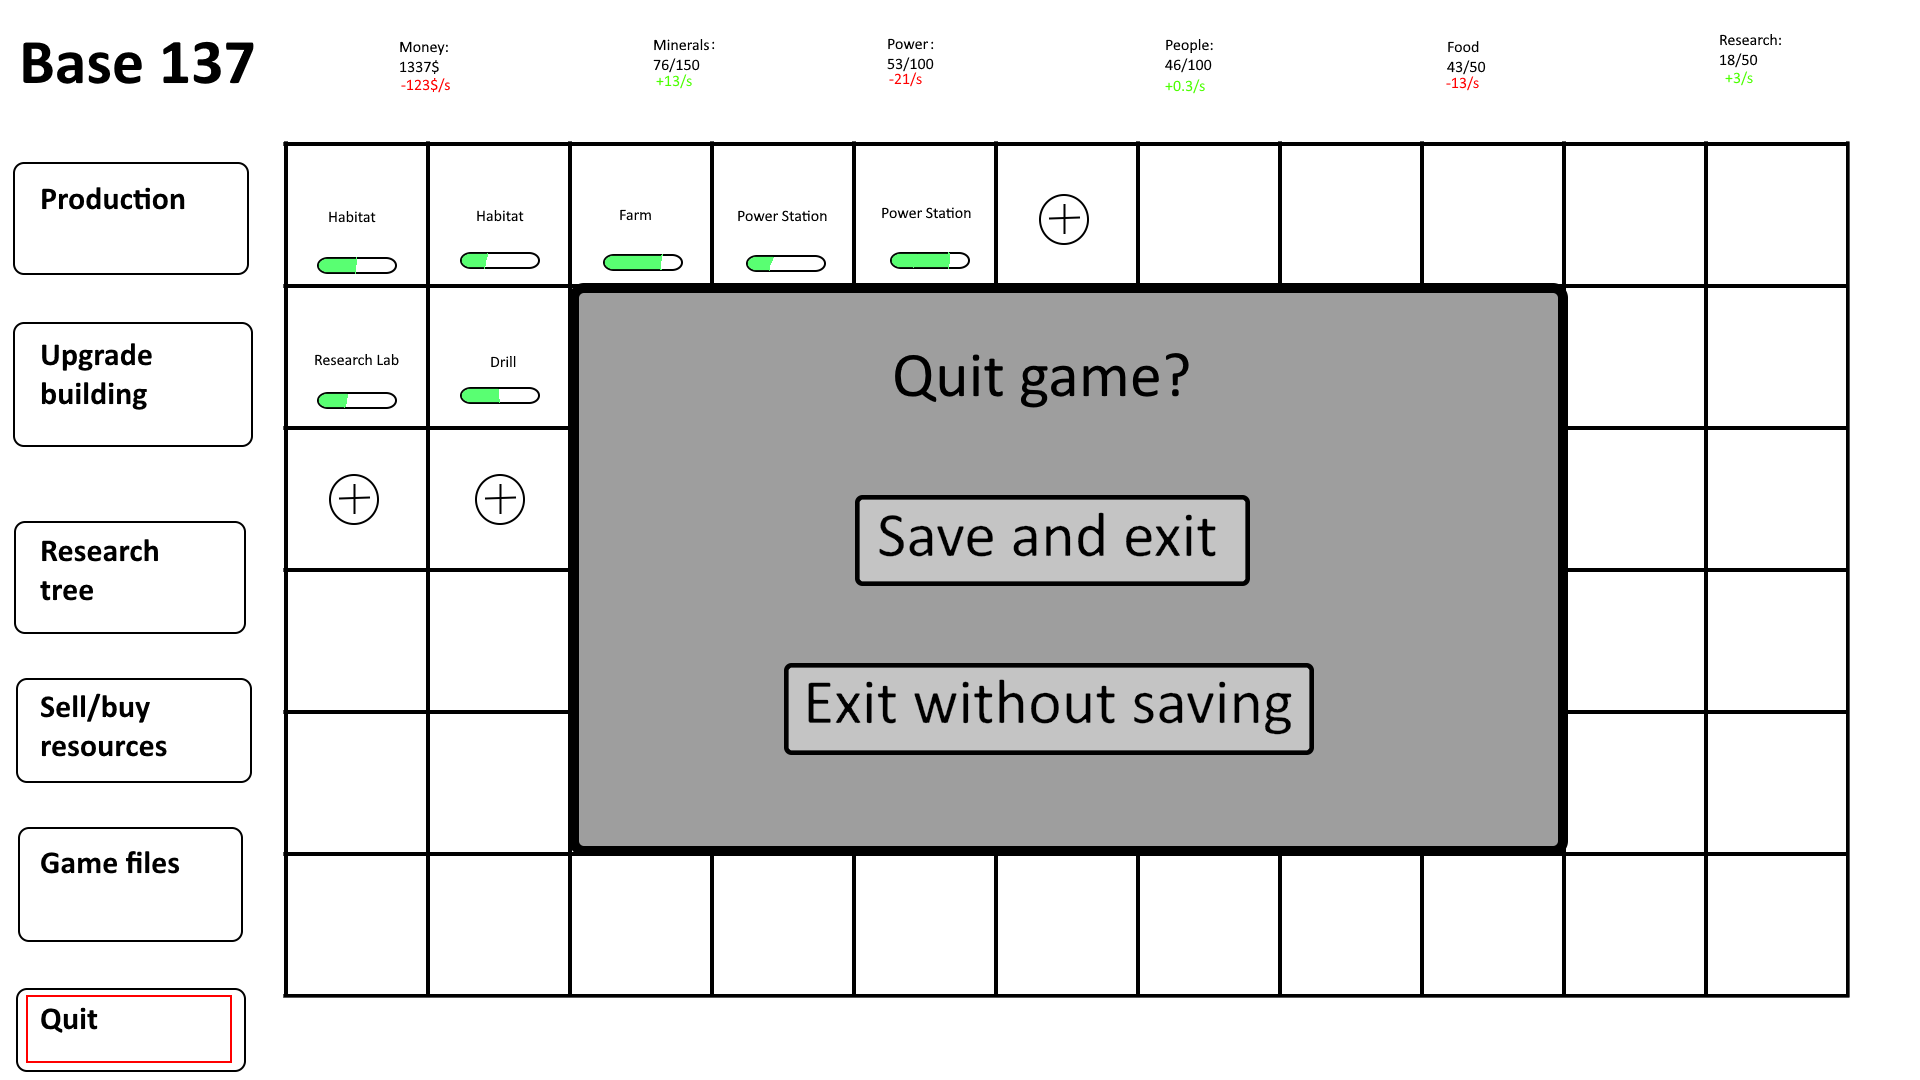 Base 137
Money:
1337$
-123$/s
Minerals:
76/150
+13/s
Power:
53/100
-21/s
People:
46/100
+0.3/s
Food
43/50
-13/s
Research:
18/50
+3/s
Production
Upgrade
building
Research
tree
Sell/buy
resources
Game files
Quit
Habitat
Habitat
Farm
Power Station
Power Station
Research Lab
Drill
Quit game?
Save and exit
Exit without saving